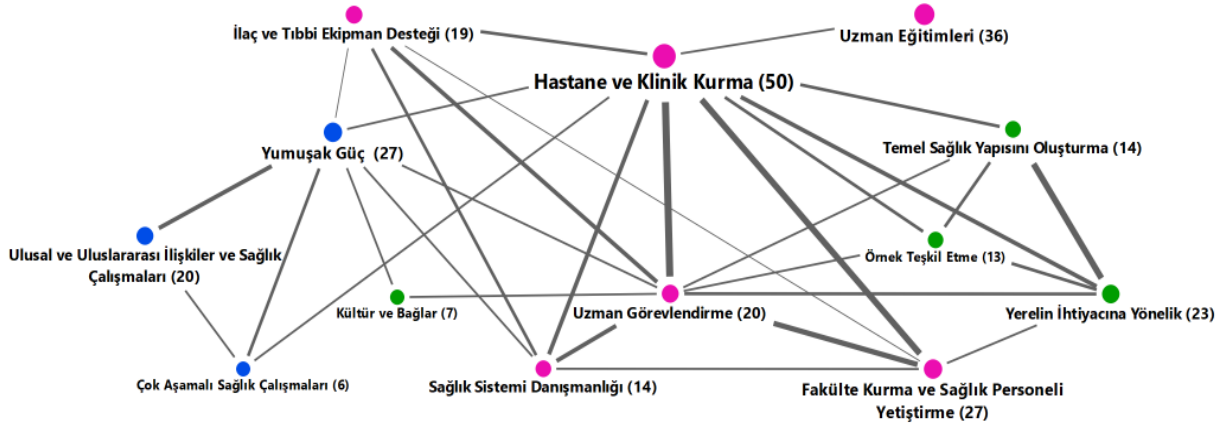 İlaç ve Tıbbi Ekipman Desteği (19)
Uzman Eğitimleri (36)
Hastane ve Klinik Kurma (50)
Yumuşak Güç (27)
Temel Sağlık Yapısını Oluşturma (14)
Ulusal ve Uluslararası İlişkiler ve Sağlık
Çalışmaları (20)
Örnek Teşkil Etme (13)
Kültür ve Bağlar (7)
Uzman Görevlendirme (20)
Yerelin İhtiyacına Yönelik (23)
Çok Aşamalı Sağlık Çalışmaları (6)
Sağlık Sistemi Danışmanlığı (14)
Fakülte Kurma ve Sağlık Personeli
Yetiştirme (27)